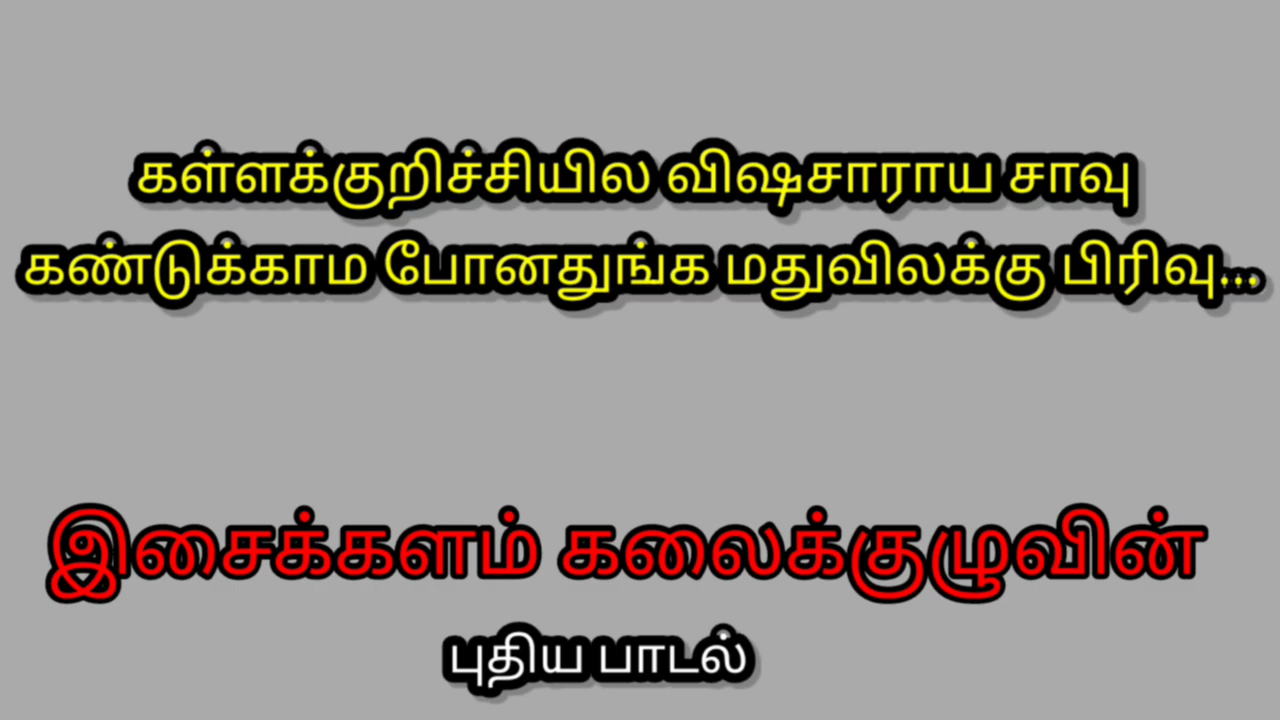 கள்ளக்குறிச்சியில விஷசாராய சாவு
கண்டுக்காம போனதுங்க மதுவிலக்கு பிரிவு...
இசைக்களம் கலைக்குழுவின்
புதிய பாடல்